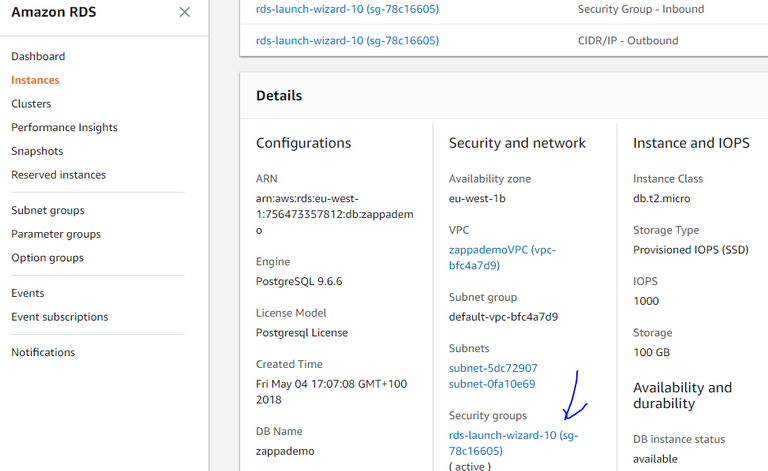 Amazon RDS
Dashboard
Instances
Clusters
Performance Insights
Snapshots
Reserved instances
Subnet groups
Parameter groups
Option groups
Events
Event subscriptions
Notifications
rds-launch-wizard-10 (sg-78c16605)
Security Group - Inbound
rds-launch-wizard-10 (sg-78c16605)
CIDR/IP - Outbound
Details
Configurations
ARN
arn:aws:rds:eu-west-
1:756473357812:db:zappadem
o
Engine
PostgreSQL 9.6.6
License Model
Postgresql License
Created Time
Fri May 04 17:07:08 GMT+100
2018
DB Name
zappademo
Security and network
Availability zone
eu-west-1b
VPC
zappademoVPC (vpc-
bfc4a7d9)
Subnet group
default-vpc-bfc4a7d9
Subnets
subnet-5dc72907
subnet-0fa10e69
Security groups
rds-launch-wizard-10 (sg-
78c16605)
( active )
Instance and IOPS
Instance Class
db.t2.micro
Storage Type
Provisioned IOPS (SSD)
IOPS
1000
Storage
100 GB
Availability and
durability
DB instance status
available